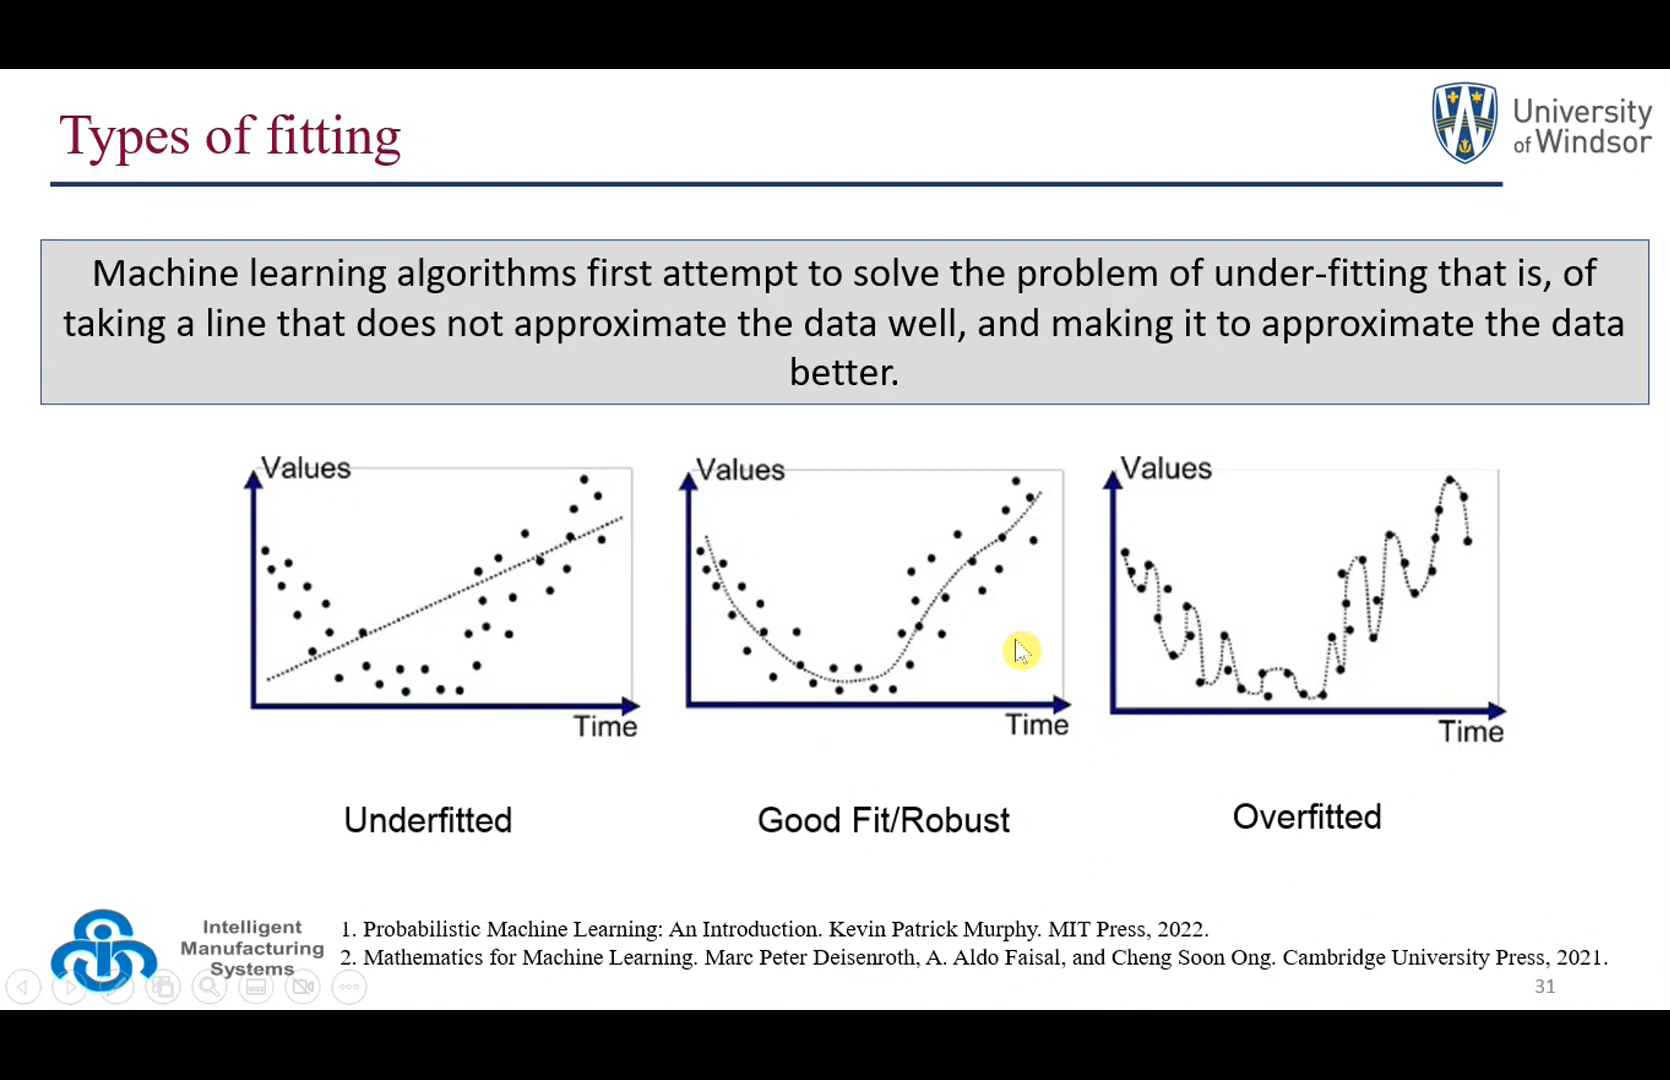 Types of fitting
University
of Windsor
Machine learning algorithms first attempt to solve the problem of under-fitting that is, of
taking a line that does not approximate the data well, and making it to approximate the data
better.
Values
Time
Underfitted
Values
Time
Good Fit/Robust
Values
Time
Overfitted
Intelligent
Manufacturing
Systems
1. Probabilistic Machine Learning: An Introduction. Kevin Patrick Murphy. MIT Press, 2022.
2. Mathematics for Machine Learning. Marc Peter Deisenroth, A. Aldo Faisal, and Cheng Soon Ong. Cambridge University Press, 2021.
31